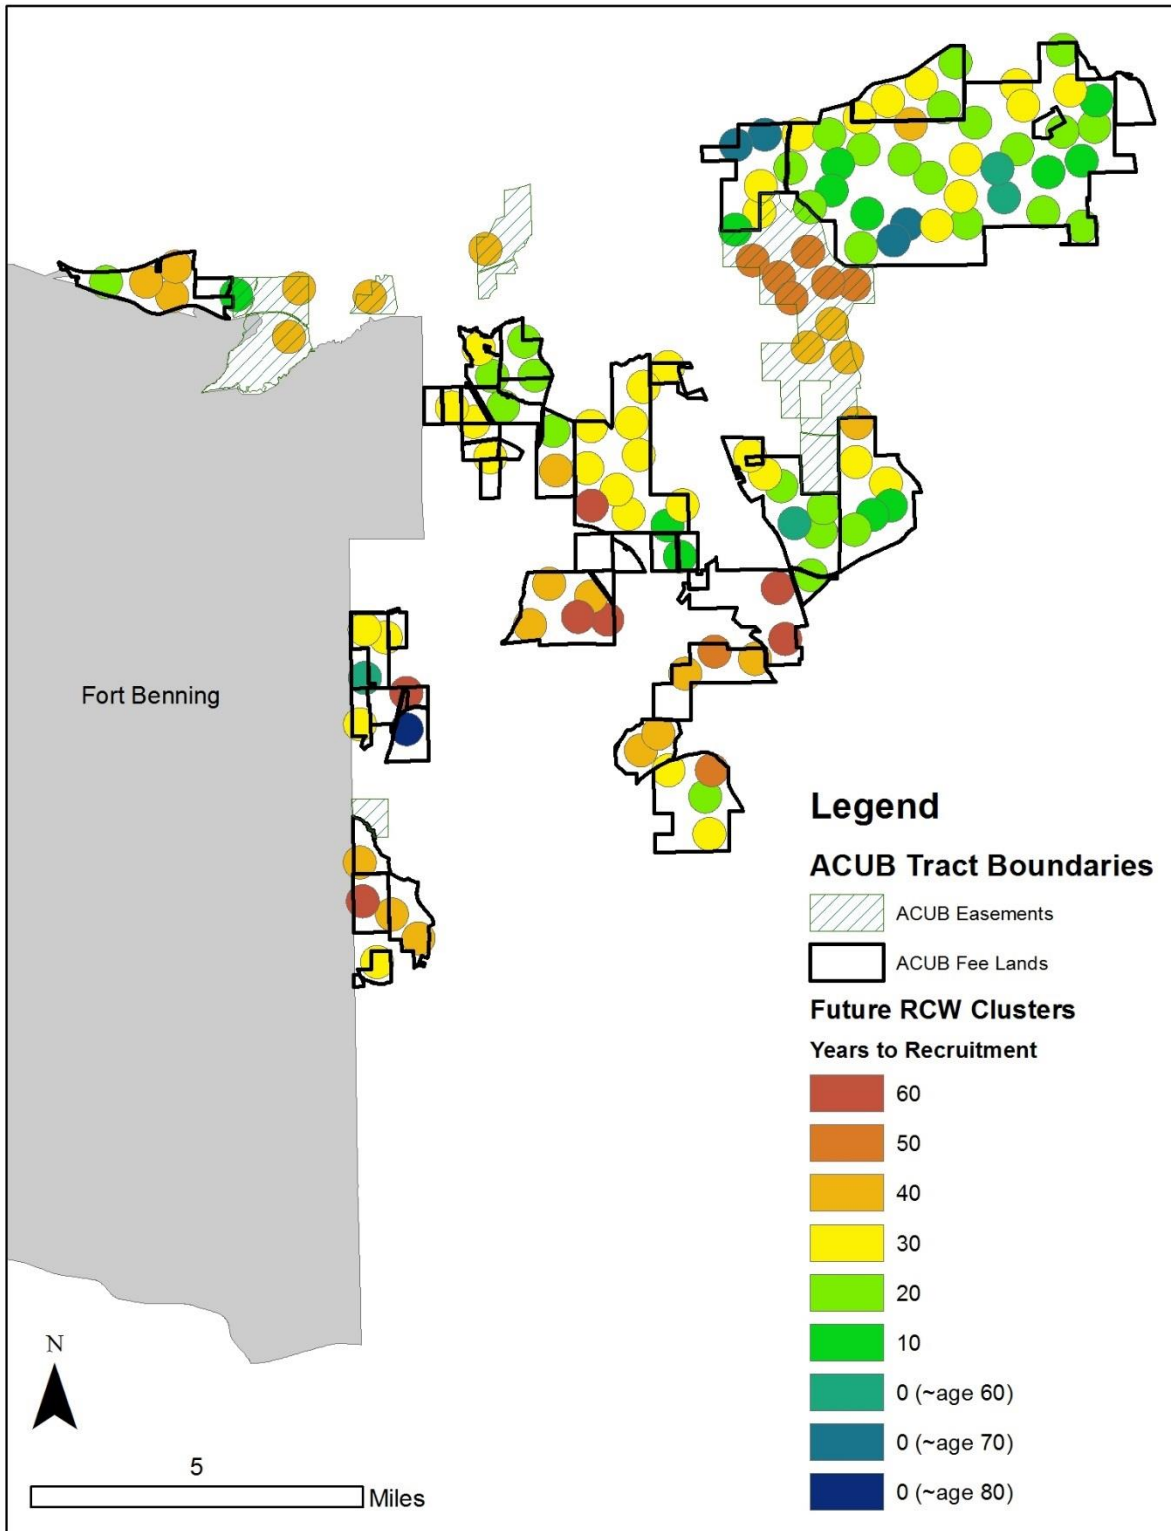 Fort Benning
Legend
ACUB Tract Boundaries
ACUB Easements
ACUB Fee Lands
Future RCW Clusters
Years to Recruitment
60
50
40
30
20
10
0 (~age 60)
0 (~age 70)
0 (~age 80)
N
5
Miles